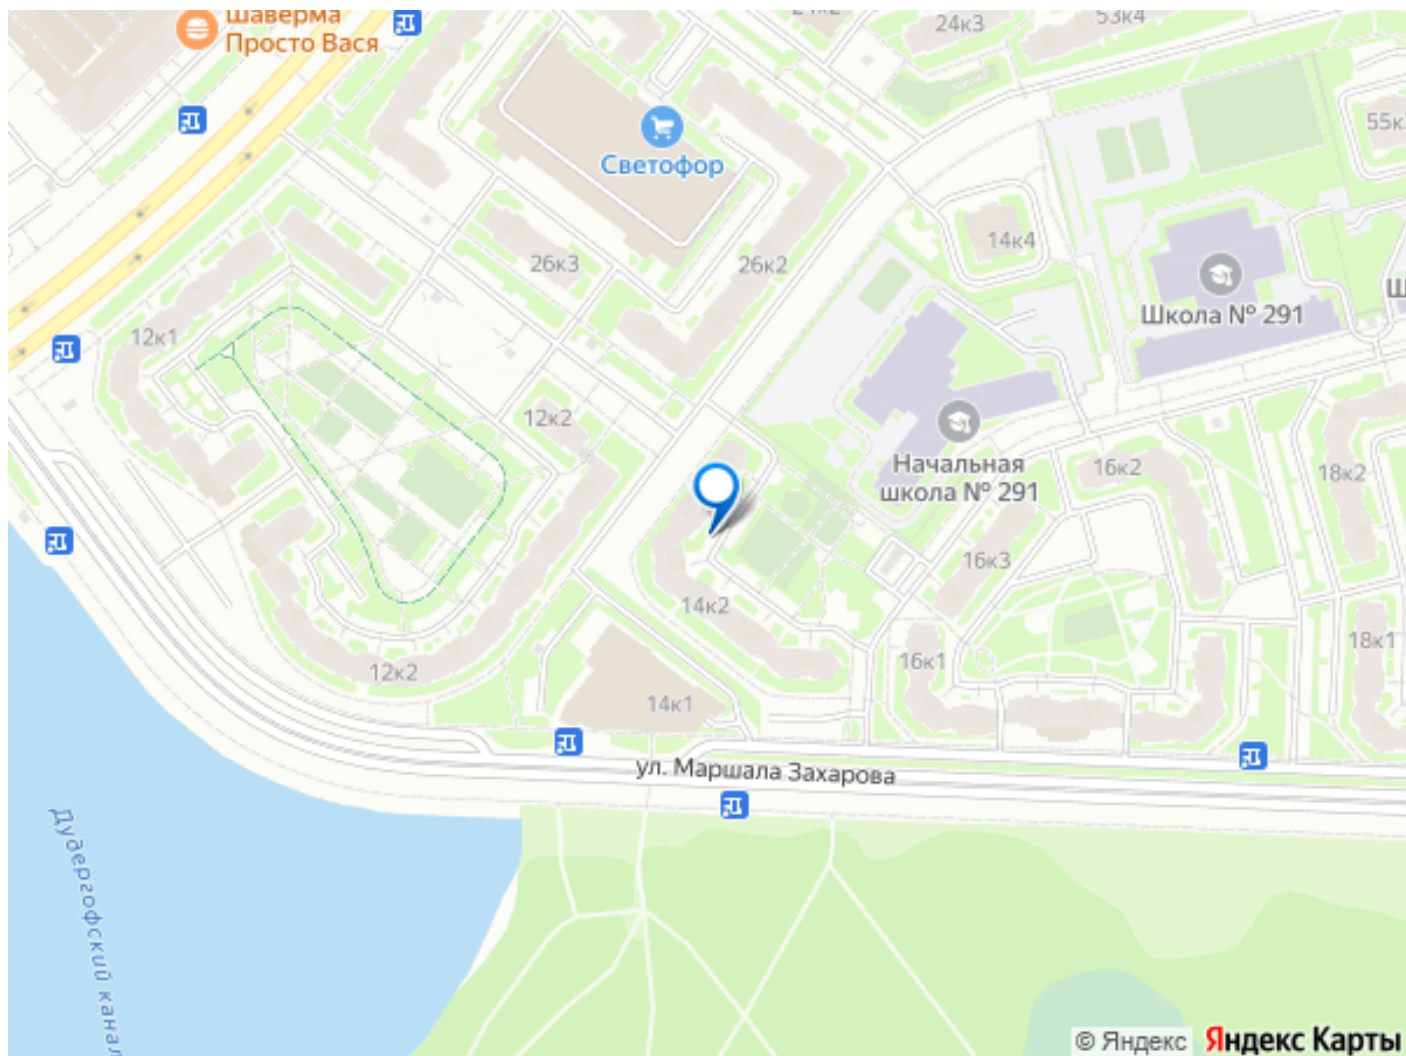 Шаверма
Просто Вася
24к3
53к4
55к
Светофор
26к3
26к2
14к4
Школа № 291
Ш
12к1
12к2
Начальная
школа № 291
16к2
18к2
16к3
14к2
12к2
16к1
18к1
14к1
ул. Маршала Захарова
Дудергофский канал
© Яндекс Яндекс Карты